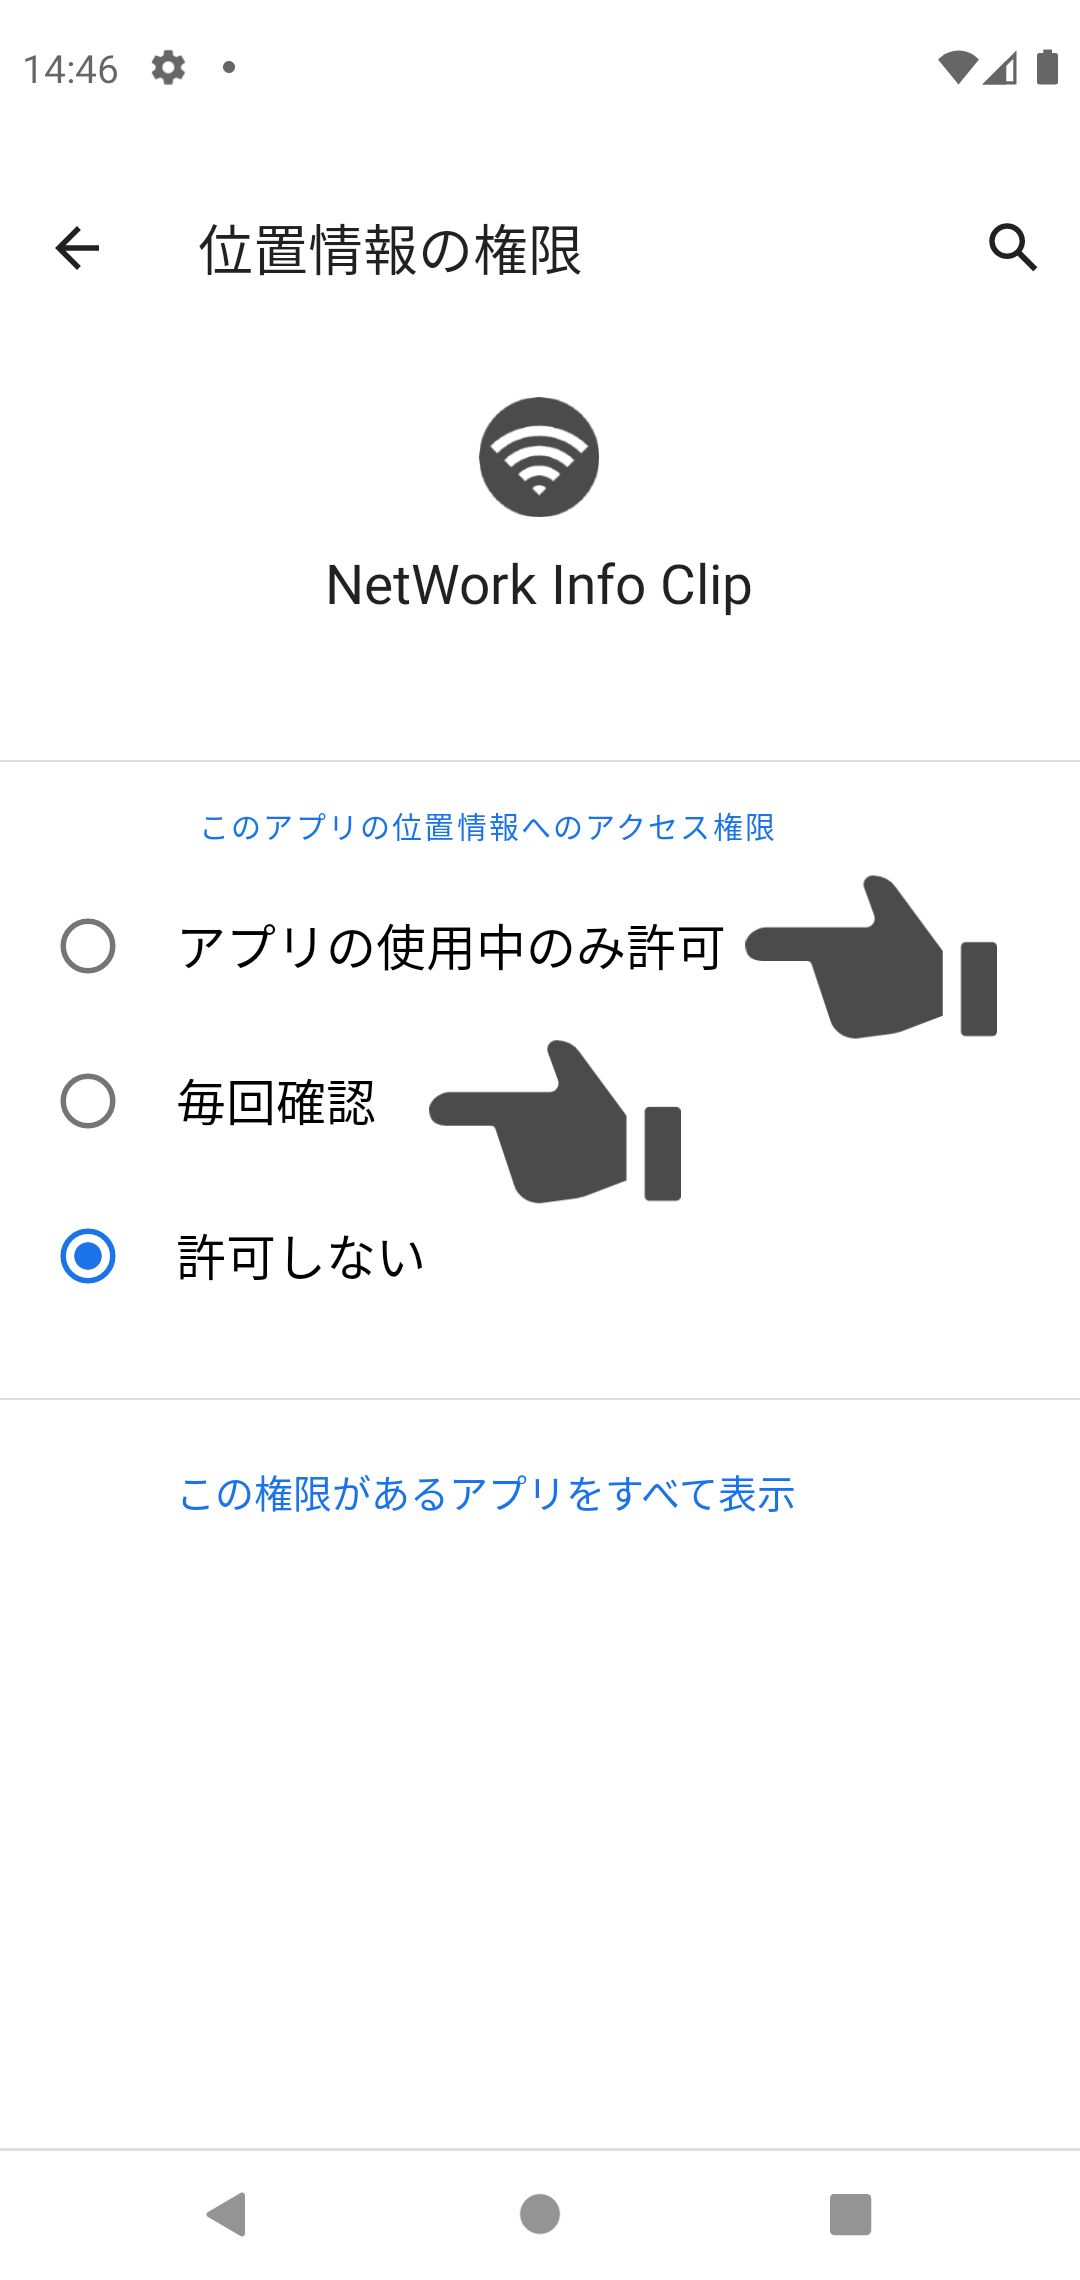 14:46
位置情報の権限
NetWork Info Clip
このアプリの位置情報へのアクセス権限
アプリの使用中のみ許可
毎回確認
許可しない
この権限があるアプリをすべて表示